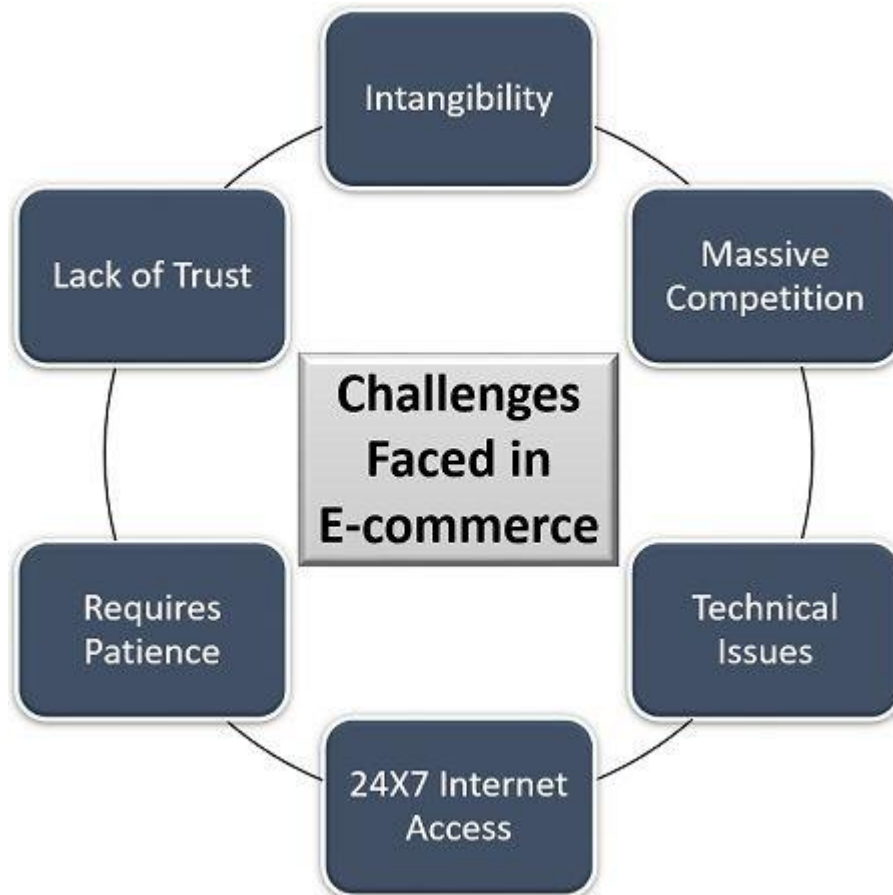 Intangibility
Massive
Competition
Technical
Issues
24X7 Internet
Access
Requires
Patience
Lack of Trust
Challenges
Faced in
E-commerce